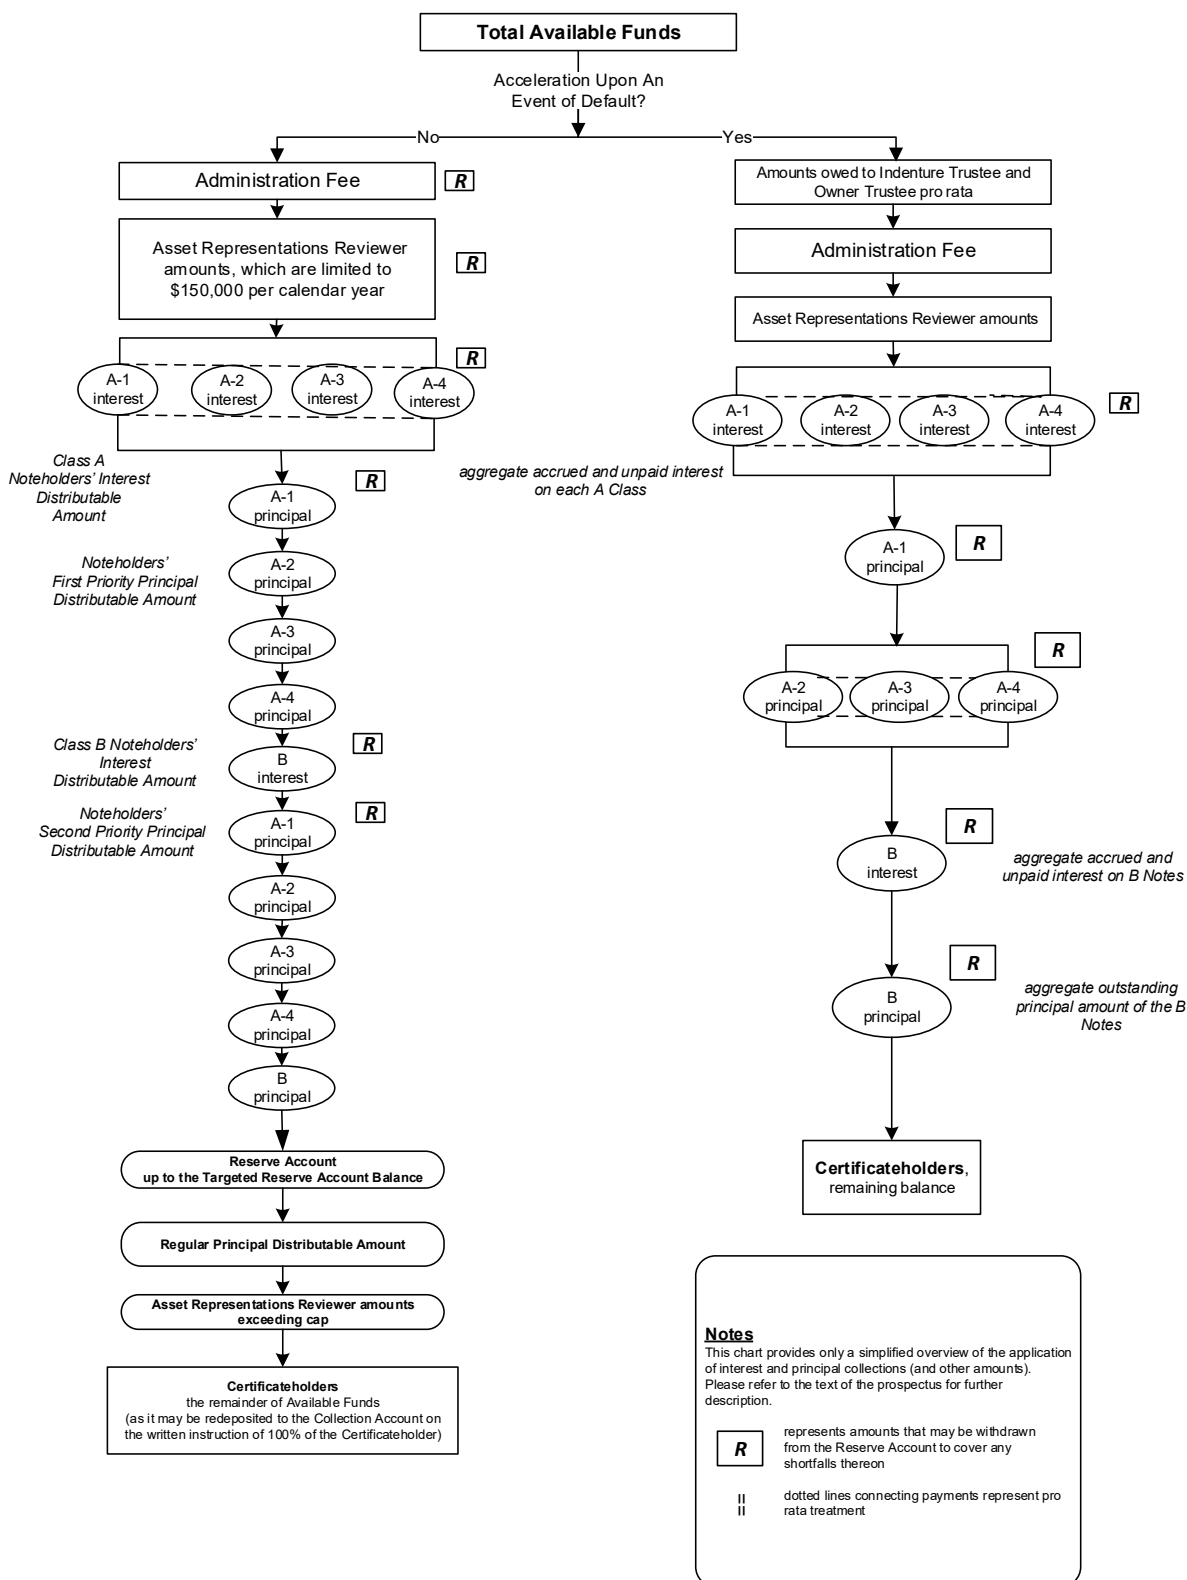 Total Available Funds
Acceleration Upon An
Event of Default?
No
Yes
Administration Fee
R
Asset Representations Reviewer
amounts, which are limited to
$150,000 per calendar year
R
R
A-1
interest
A-2
interest
A-3
interest
A-4
interest
Class A
Noteholders’ Interest
Distributable
Amount
R
A-1
principal
Noteholders’
First Priority Principal
Distributable Amount
A-2
principal
A-3
principal
A-4
principal
Class B Noteholders’
Interest
Distributable Amount
R
B
interest
Noteholders’
Second Priority Principal
Distributable Amount
R
A-1
principal
A-2
principal
A-3
principal
A-4
principal
B
principal
Reserve Account
up to the Targeted Reserve Account Balance
Regular Principal Distributable Amount
Asset Representations Reviewer amounts
exceeding cap
Certificateholders
the remainder of Available Funds
(as it may be redeposited to the Collection Account on
the written instruction of 100% of the Certificateholder)
Amounts owed to Indenture Trustee and
Owner Trustee pro rata
Administration Fee
Asset Representations Reviewer amounts
A-1
interest
A-2
interest
A-3
interest
A-4
interest
R
aggregate accrued and unpaid interest
on each A Class
A-1
principal
R
R
A-2
principal
A-3
principal
A-4
principal
R
B
interest
aggregate accrued and
unpaid interest on B Notes
R
B
principal
aggregate outstanding
principal amount of the B
Notes
Certificateholders,
remaining balance
Notes
This chart provides only a simplified overview of the application
of interest and principal collections (and other amounts).
Please refer to the text of the prospectus for further
description.
R
represents amounts that may be withdrawn
from the Reserve Account to cover any
shortfalls thereon
dotted lines connecting payments represent pro
rata treatment